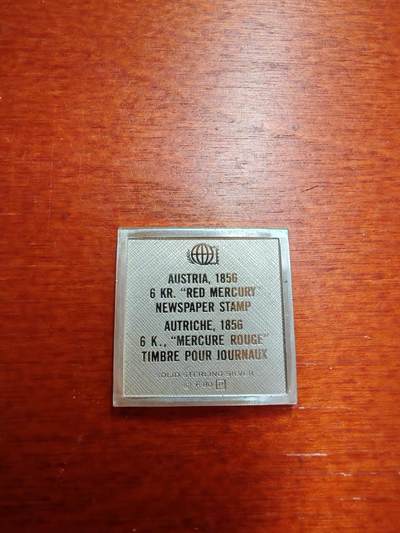 AUSTRIA, 1856
6 KR. "RED MERCURY"
NEWSPAPER STAMP
AUTRICHE, 1856
6 K., "MERCURE ROUGE"
TIMBRE POUR JOURNAUX
SOLID STERLING SILVER